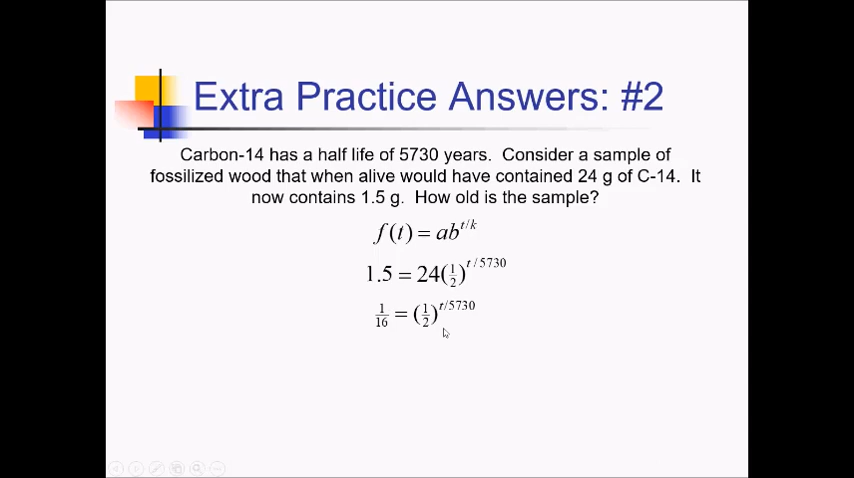 Extra Practice Answers: #2
Carbon-14 has a half life of 5730 years. Consider a sample of
fossilized wood that when alive would have contained 24 g of C-14. It
now contains 1.5 g. How old is the sample?
f(t) = ab^{t/k}
1.5 = 24(1/2)^{t/5730}
1/16 = (1/2)^{t/5730}